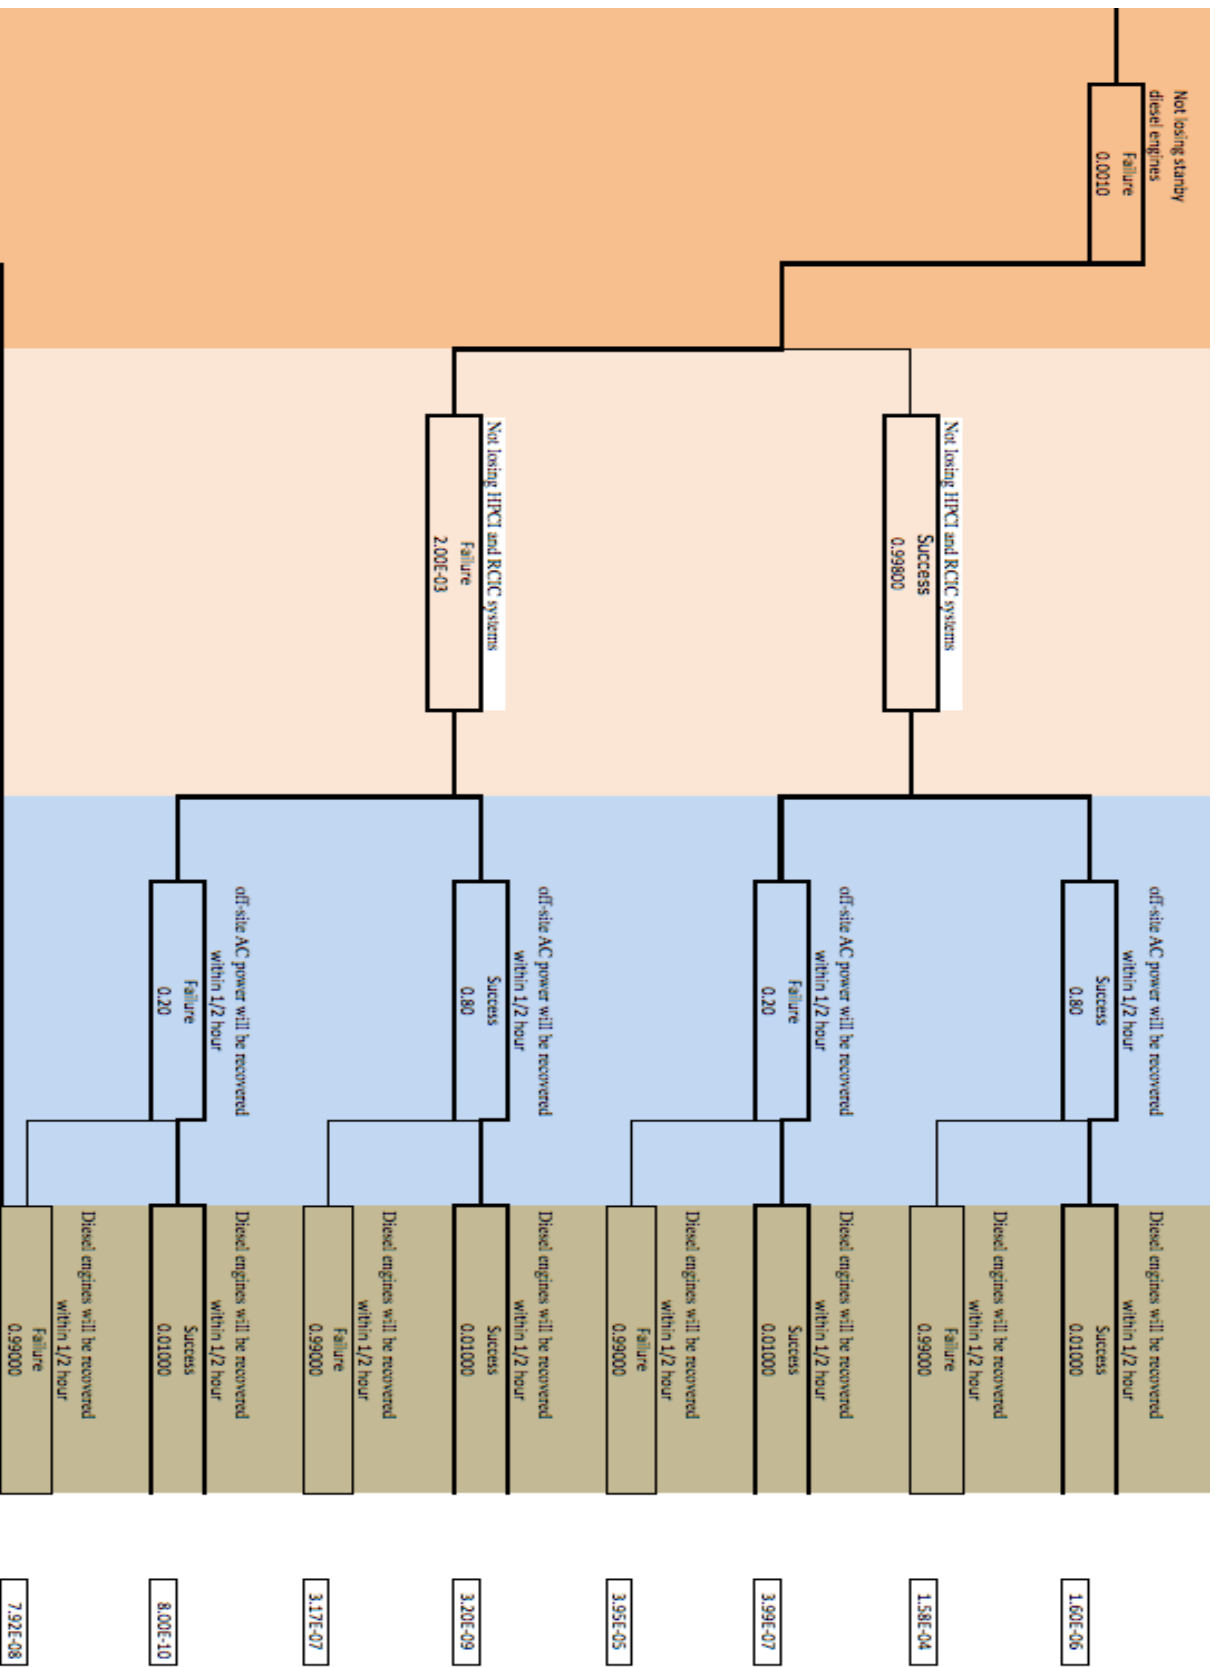 Not losing stanby
diesel engines
Failure
0.0010
Not losing HPCI and RCIC systems
Success
0.99800
Not losing HPCI and RCIC systems
Failure
2.00E-03
off-site AC power will be recovered
within 1/2 hour
Success
0.80
off-site AC power will be recovered
within 1/2 hour
Failure
0.20
off-site AC power will be recovered
within 1/2 hour
Success
0.80
off-site AC power will be recovered
within 1/2 hour
Failure
0.20
Diesel engines will be recovered
within 1/2 hour
Success
0.01000
Diesel engines will be recovered
within 1/2 hour
Failure
0.99000
Diesel engines will be recovered
within 1/2 hour
Success
0.01000
Diesel engines will be recovered
within 1/2 hour
Failure
0.99000
Diesel engines will be recovered
within 1/2 hour
Success
0.01000
Diesel engines will be recovered
within 1/2 hour
Failure
0.99000
Diesel engines will be recovered
within 1/2 hour
Success
0.01000
Diesel engines will be recovered
within 1/2 hour
Failure
0.99000
1.60E-06
1.58E-04
3.99E-07
3.95E-05
3.20E-09
3.17E-07
8.00E-10
7.92E-08